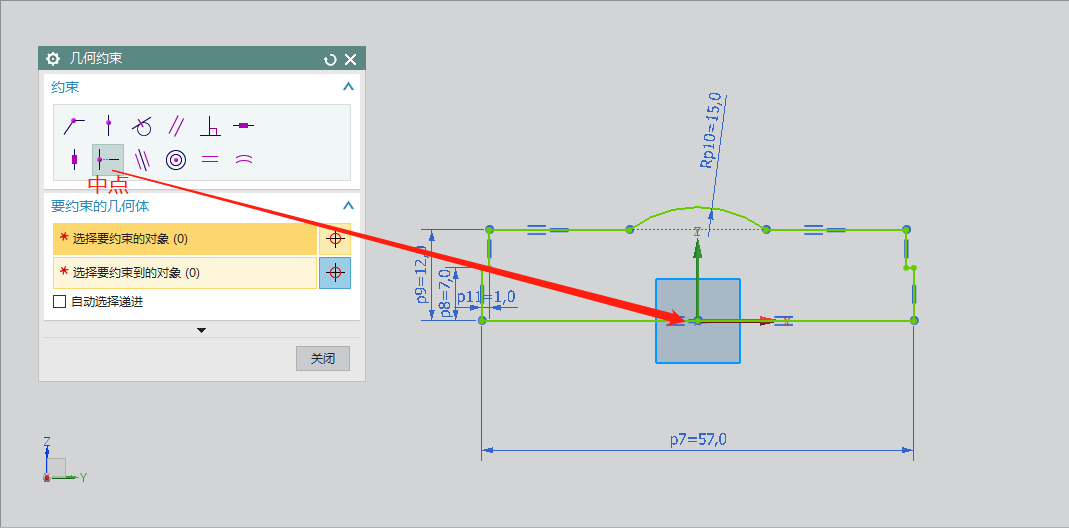 几何约束
约束
中点
要约束的几何体
* 选择要约束的对象 (0)
* 选择要约束到的对象 (0)
自动选择递进
关闭
Rp10=15,0
Y
p9=12,0
p8=7,0
p11=1,0
X
p7=57,0
Z
Y